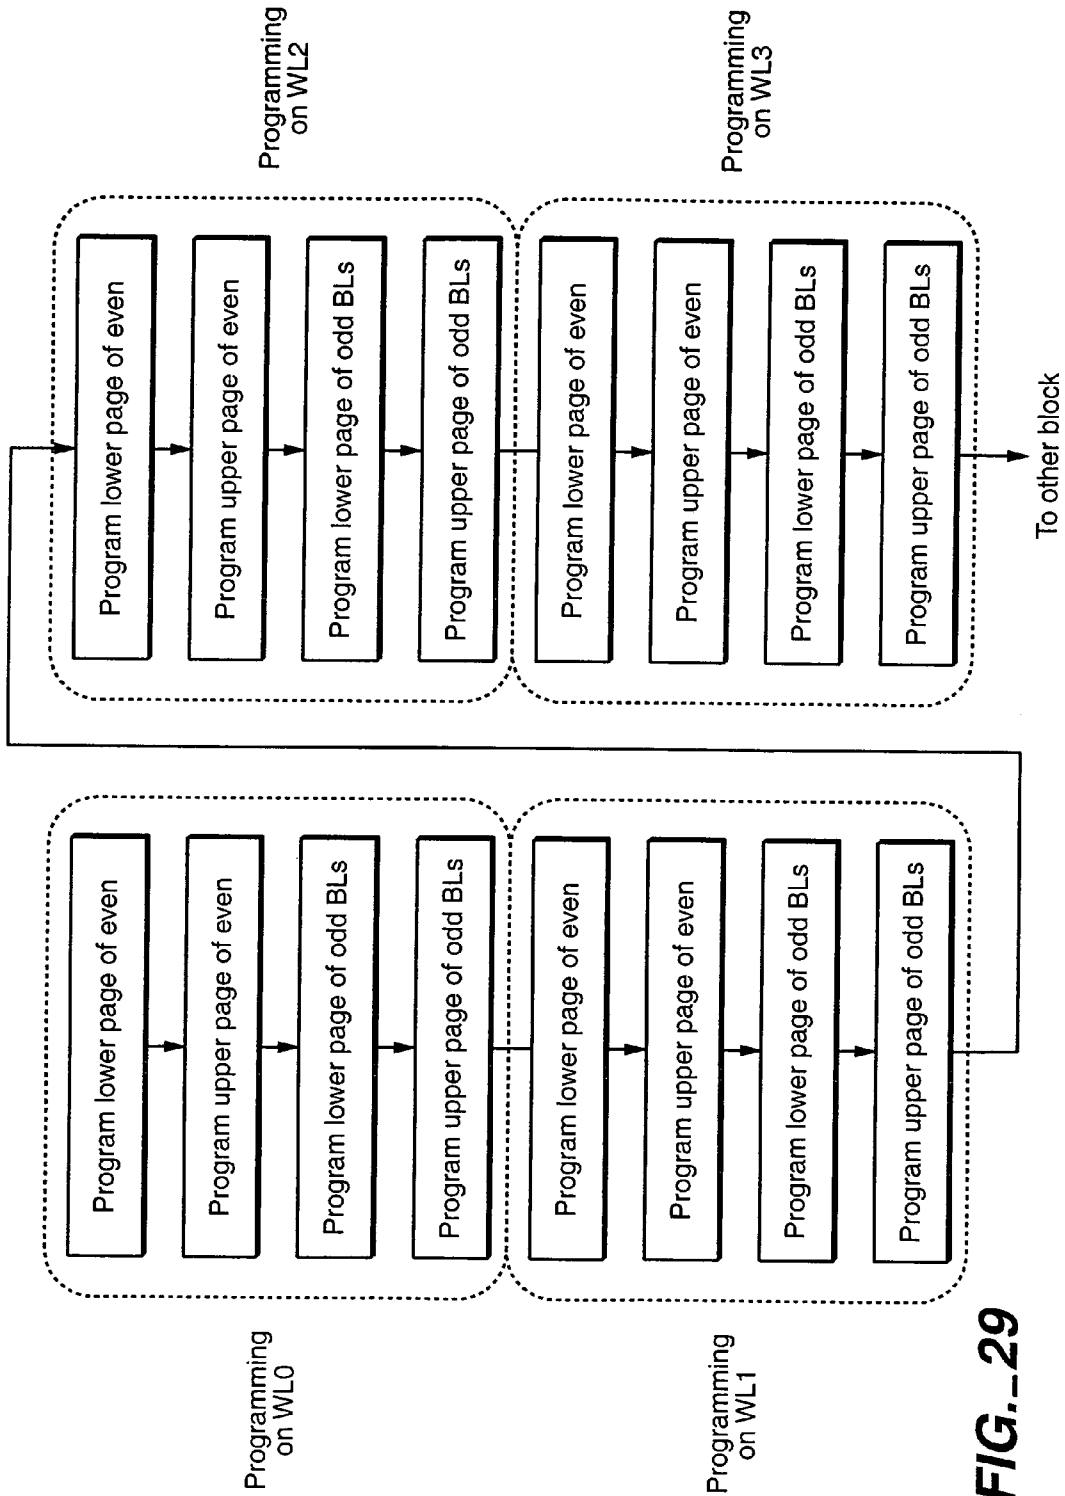 Programming
on WL0
Program lower page of even
Program upper page of even
Program lower page of odd BLs
Program upper page of odd BLs
Programming
on WL1
Program lower page of even
Program upper page of even
Program lower page of odd BLs
Program upper page of odd BLs
Programming
on WL2
Program lower page of even
Program upper page of even
Program lower page of odd BLs
Program upper page of odd BLs
Programming
on WL3
Program lower page of even
Program upper page of even
Program lower page of odd BLs
Program upper page of odd BLs
To other block
FIG._29